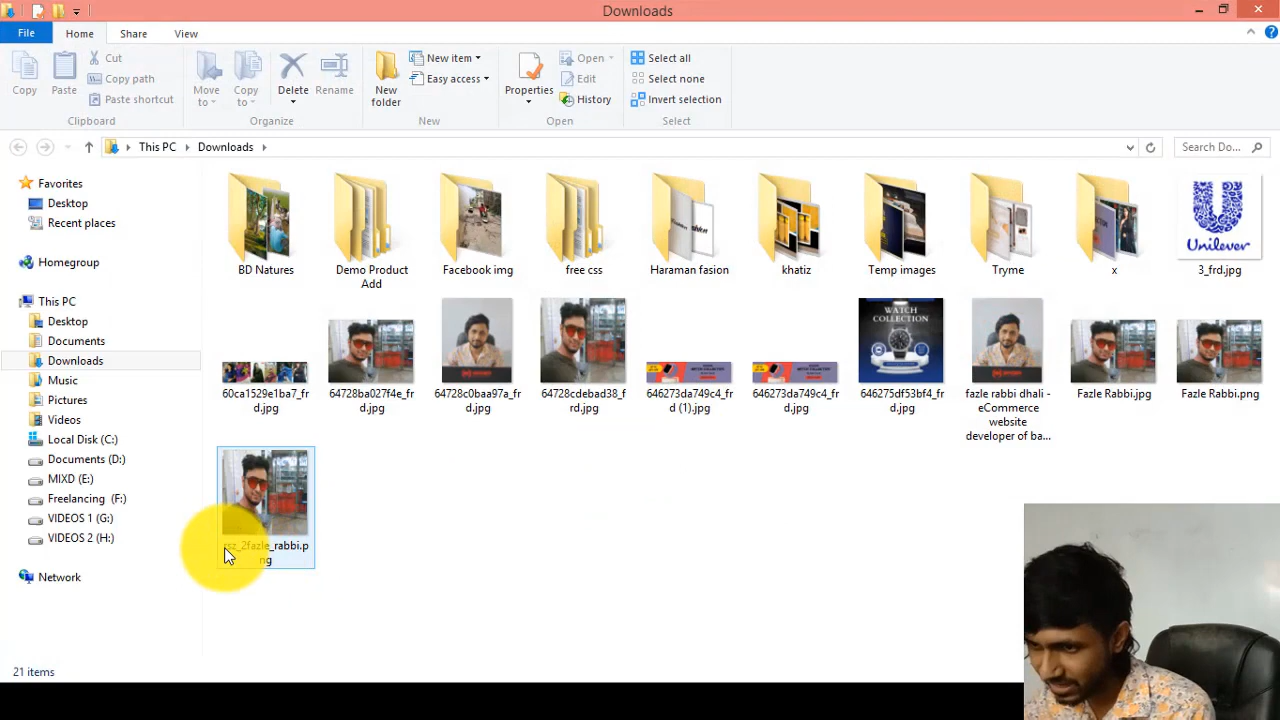 Downloads
File
Home
Share
View
Copy
Paste
Cut
Copy path
Paste shortcut
Clipboard
Move to
Copy to
Delete
Rename
Organize
New folder
New item
Easy access
New
Properties
Open
Edit
History
Open
Select all
Select none
Invert selection
Select
This PC
Downloads
Search Do...
Favorites
Desktop
Recent places
Homegroup
This PC
Desktop
Documents
Downloads
Music
Pictures
Videos
Local Disk (C:)
Documents (D:)
MIXD (E:)
Freelancing (F:)
VIDEOS 1 (G:)
VIDEOS 2 (H:)
Network
BD Natures
Demo Product
Add
Facebook img
free css
Haraman fasion
khatiz
Temp images
Tryme
x
Unilever
3_frd.jpg
60ca1529e1ba7_fr
d.jpg
64728ba027f4e_fr
d.jpg
64728c0baa97a_fr
d.jpg
64728cdebad38_f
rd.jpg
646273da749c4_fr
d (1).jpg
646273da749c4_fr
d.jpg
WATCH
COLLECTION
646275df53bf4_fr
d.jpg
fazle rabbi dhali -
eCommerce
website
developer of ba...
Fazle Rabbi.jpg
Fazle Rabbi.png
rsz_2fazle_rabbi.p
ng
21 items